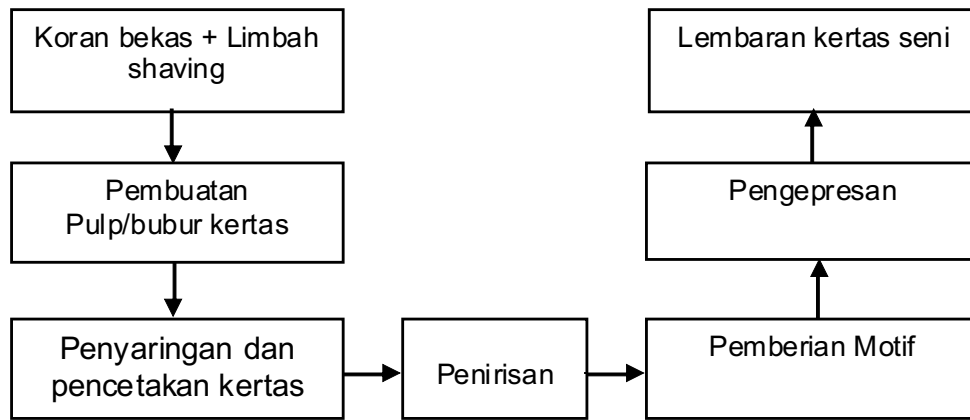 Koran bekas + Limbah
shaving
Pembuatan
Pulp/bubur kertas
Penyaringan dan
pencetakan kertas
Penirisan
Pemberian Motif
Pengepresan
Lembaran kertas seni